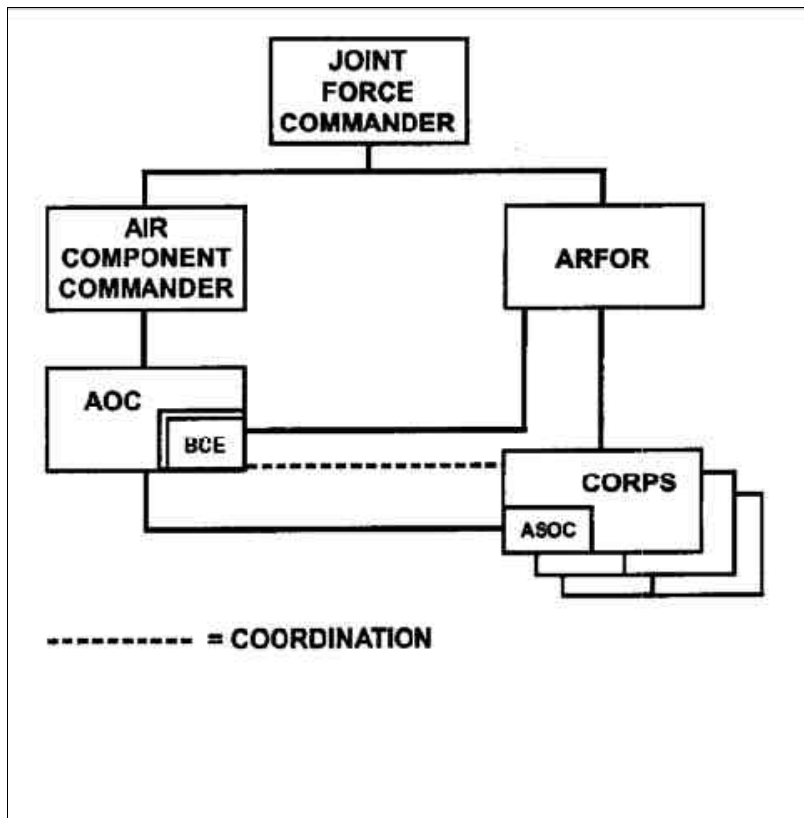 JOINT
FORCE
COMMANDER
AIR
COMPONENT
COMMANDER
ARFOR
AOC
BCE
CORPS
ASOC
= COORDINATION